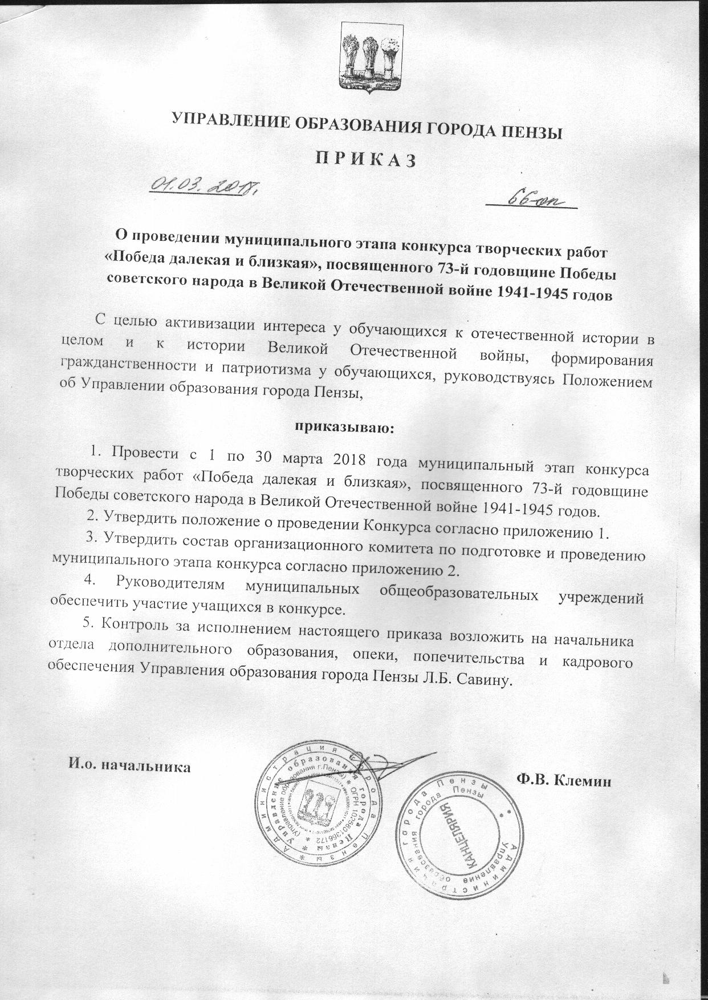 УПРАВЛЕНИЕ ОБРАЗОВАНИЯ ГОРОДА ПЕНЗЫ
П Р И К А З
01.03.2018.
66-оп
О проведении муниципального этапа конкурса творческих работ
«Победа далекая и близкая», посвященного 73-й годовщине Победы
советского народа в Великой Отечественной войне 1941-1945 годов
С целью активизации интереса у обучающихся к отечественной истории в
целом и к истории Великой Отечественной войны, формирования
гражданственности и патриотизма у обучающихся, руководствуясь Положением
об Управлении образования города Пензы,
приказываю:
1. Провести с 1 по 30 марта 2018 года муниципальный этап конкурса
творческих работ «Победа далекая и близкая», посвященного 73-й годовщине
Победы советского народа в Великой Отечественной войне 1941-1945 годов.
2. Утвердить положение о проведении Конкурса согласно приложению 1.
3. Утвердить состав организационного комитета по подготовке и проведению
муниципального этапа конкурса согласно приложению 2.
4. Руководителям муниципальных общеобразовательных учреждений
обеспечить участие учащихся в конкурсе.
5. Контроль за исполнением настоящего приказа возложить на начальника
отдела дополнительного образования, опеки, попечительства и кадрового
обеспечения Управления образования города Пензы Л.Б. Савину.
И.о. начальника
Ф.В. Клемин
Администрация города Пензы
Управление образования города Пензы
(Управление образования г.Пензы) * ОГРН 1025801366172
Администрация города Пензы
Управление образования города Пензы
КАНЦЕЛЯРИЯ